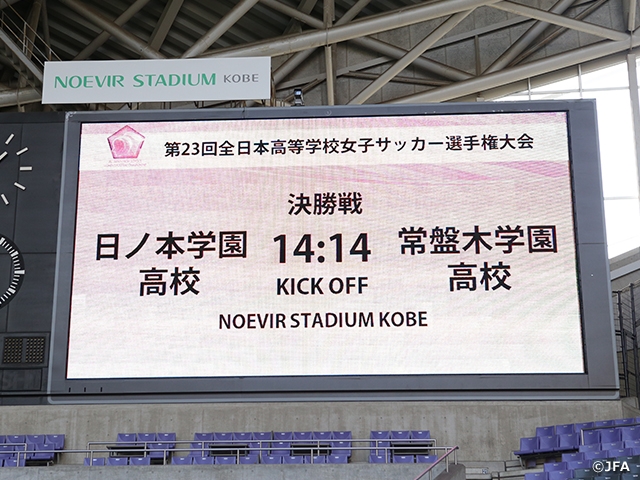 NOEVIR STADIUM KOBE
第23回全日本高等学校女子サッカー選手権大会
決勝戦
日ノ本学園
高校
14:14
KICK OFF
常盤木学園
高校
NOEVIR STADIUM KOBE
©JFA